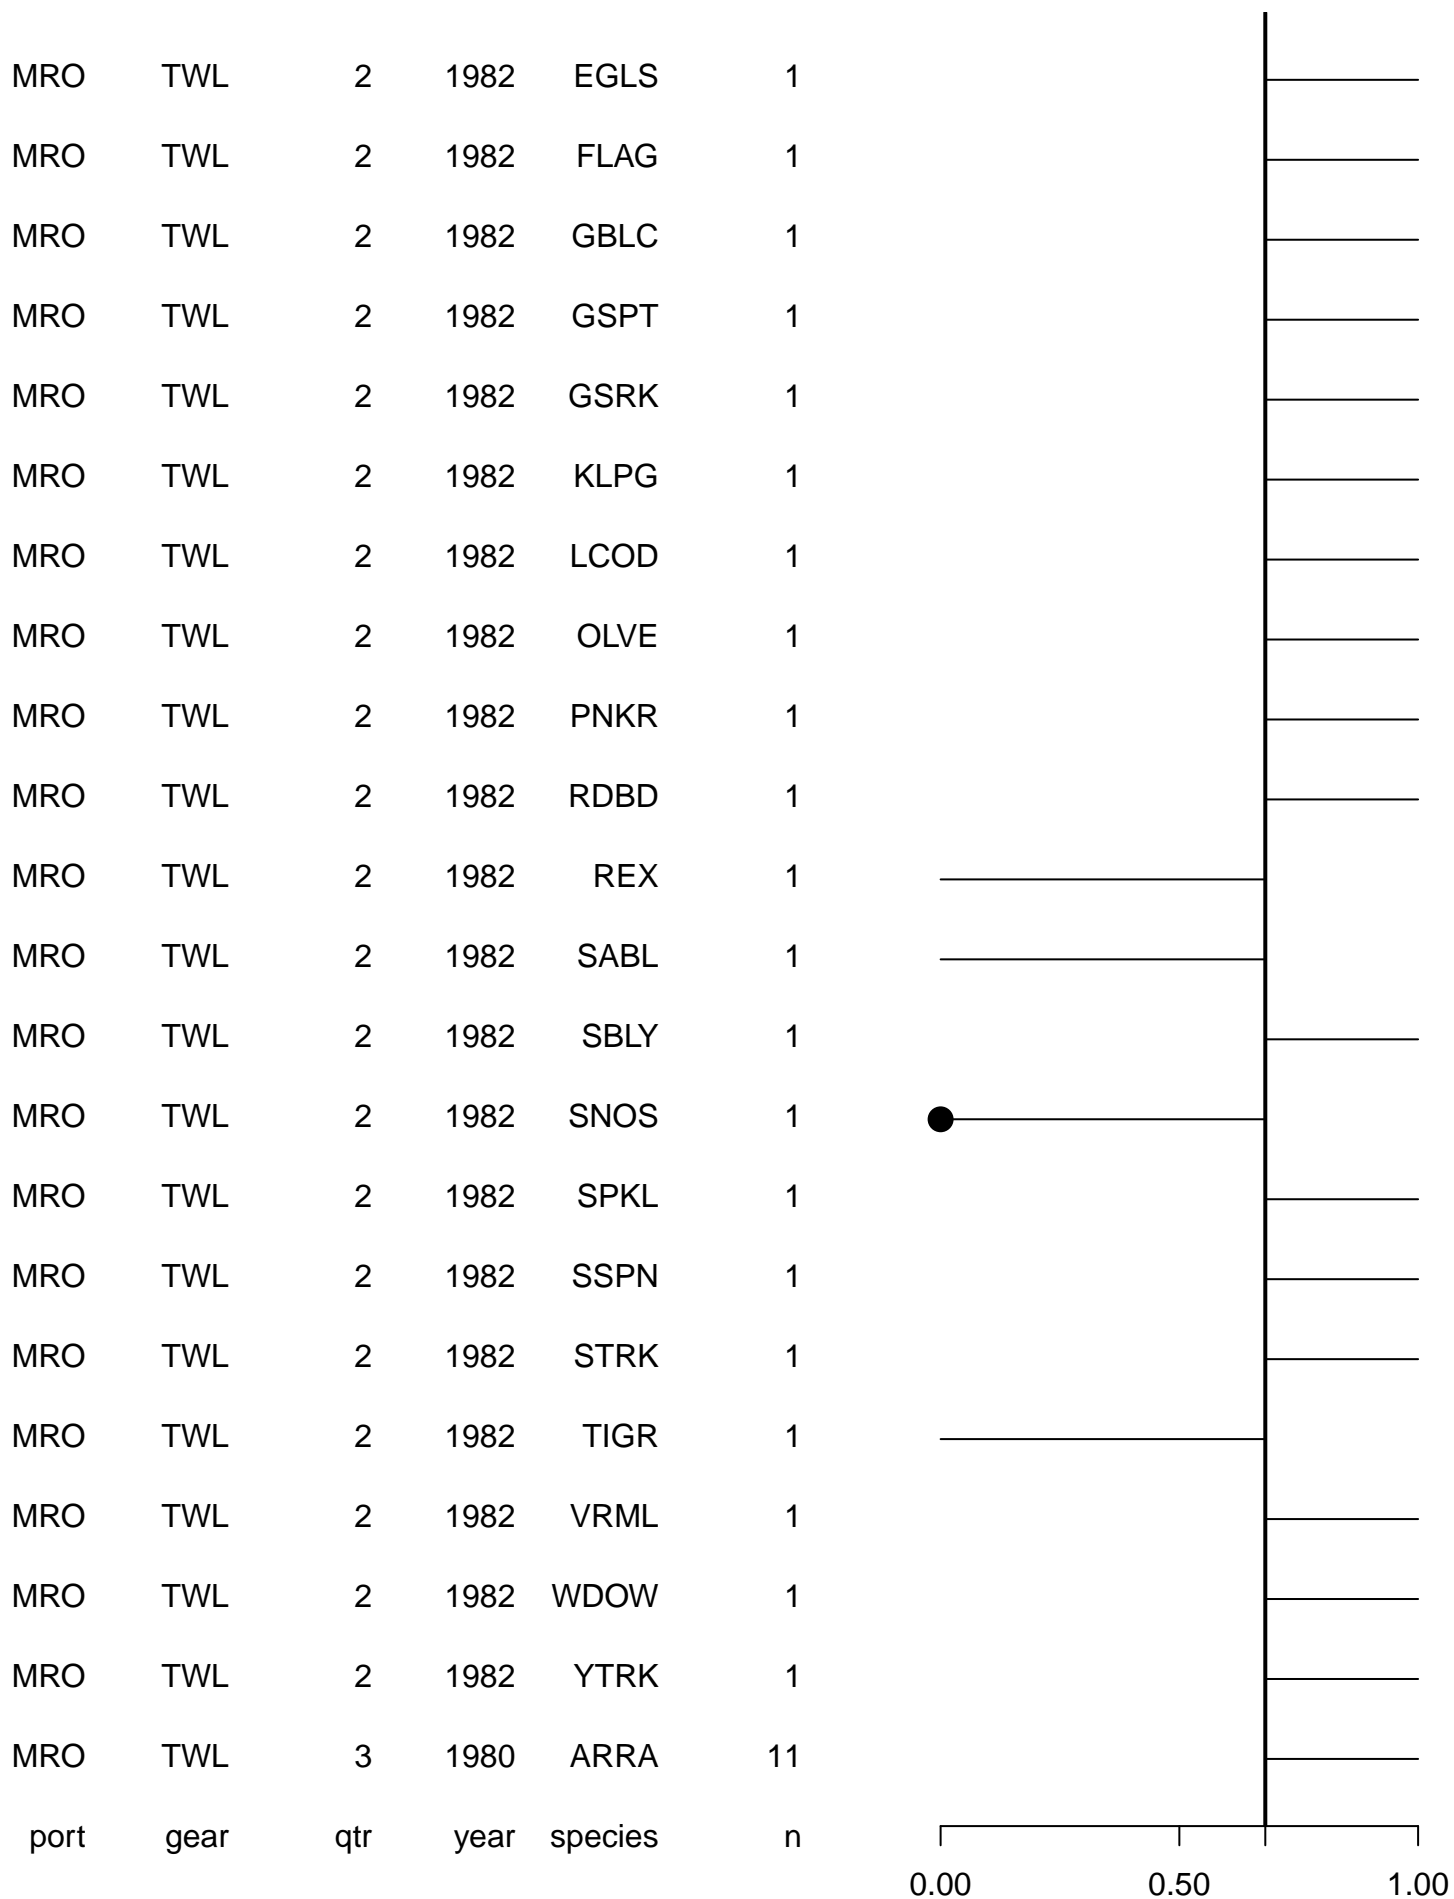 MRO TWL 2 1982 EGLS 1
MRO TWL 2 1982 FLAG 1
MRO TWL 2 1982 GBLC 1
MRO TWL 2 1982 GSPT 1
MRO TWL 2 1982 GSRK 1
MRO TWL 2 1982 KLPG 1
MRO TWL 2 1982 LCOD 1
MRO TWL 2 1982 OLVE 1
MRO TWL 2 1982 PNKR 1
MRO TWL 2 1982 RDBD 1
MRO TWL 2 1982 REX 1
MRO TWL 2 1982 SABL 1
MRO TWL 2 1982 SBLY 1
MRO TWL 2 1982 SNOS 1
MRO TWL 2 1982 SPKL 1
MRO TWL 2 1982 SSPN 1
MRO TWL 2 1982 STRK 1
MRO TWL 2 1982 TIGR 1
MRO TWL 2 1982 VRML 1
MRO TWL 2 1982 WDOW 1
MRO TWL 2 1982 YTRK 1
MRO TWL 3 1980 ARRA 11
port gear qtr year species n
0.00 0.50 1.00